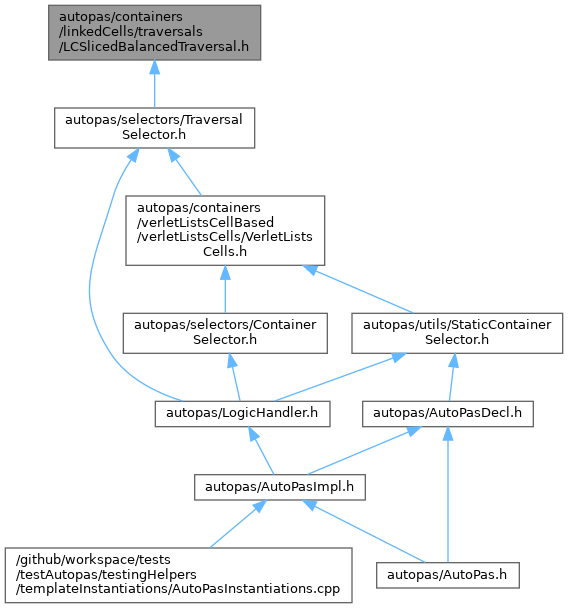 autopas/containers
/linkedCells/traversals
/LCSlicedBalancedTraversal.h
autopas/selectors/Traversal
Selector.h
autopas/containers
/verletListsCellBased
/verletListsCells/VerletLists
Cells.h
autopas/selectors/Container
Selector.h
autopas/utils/StaticContainer
Selector.h
autopas/LogicHandler.h
autopas/AutoPasDecl.h
autopas/AutoPasImpl.h
/github/workspace/tests
/testAutopas/testingHelpers
/templateInstantiations/AutoPasInstantiations.cpp
autopas/AutoPas.h